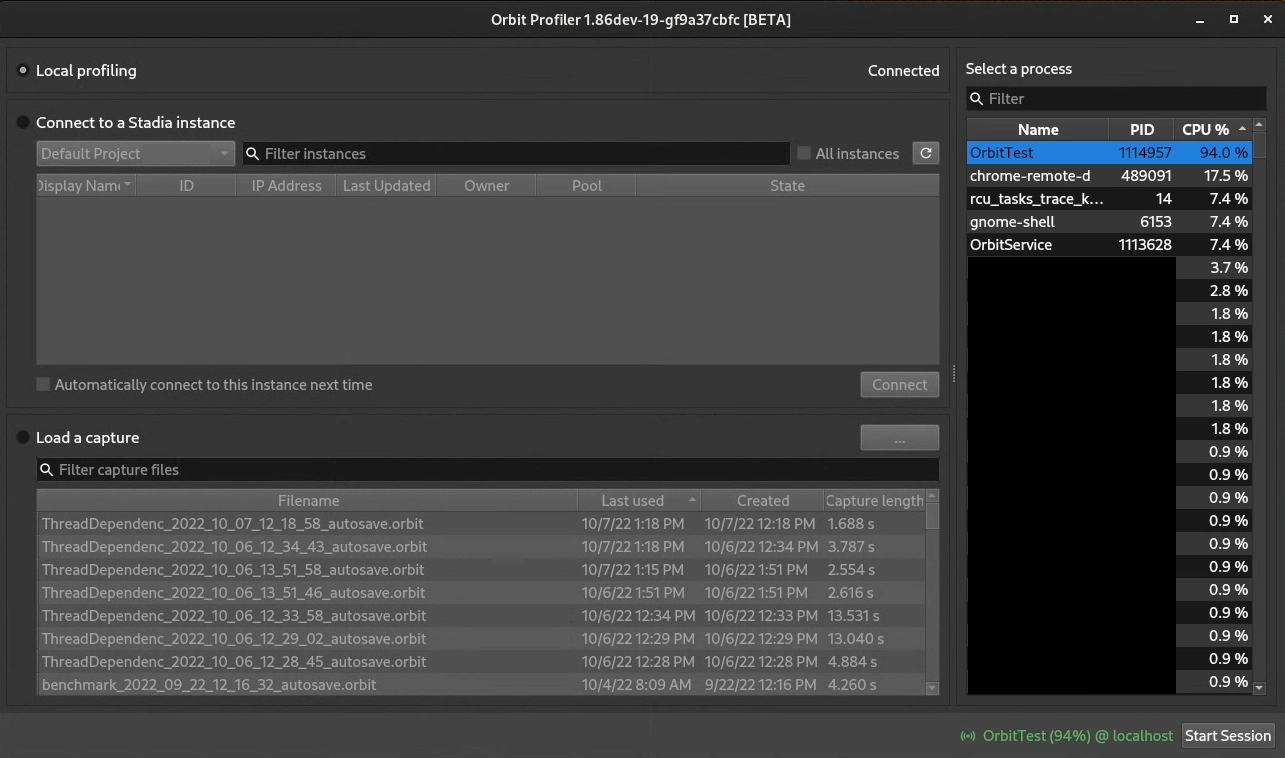 Orbit Profiler 1.86dev-19-gf9a37cbfc [BETA]
Local profiling Connected
Connect to a Stadia instance
Default Project Filter instances All instances
Display Name ID IP Address Last Updated Owner Pool State
Automatically connect to this instance next time Connect
Load a capture ...
Filter capture files
Filename Last used Created Capture length
ThreadDependenc_2022_10_07_12_18_58_autosave.orbit 10/7/22 1:18 PM 10/7/22 12:18 PM 1.688 s
ThreadDependenc_2022_10_06_12_34_43_autosave.orbit 10/7/22 1:18 PM 10/6/22 12:34 PM 3.787 s
ThreadDependenc_2022_10_06_13_51_58_autosave.orbit 10/7/22 1:15 PM 10/6/22 1:51 PM 2.554 s
ThreadDependenc_2022_10_06_13_51_46_autosave.orbit 10/6/22 1:51 PM 10/6/22 1:51 PM 2.616 s
ThreadDependenc_2022_10_06_12_33_58_autosave.orbit 10/6/22 12:34 PM 10/6/22 12:33 PM 13.531 s
ThreadDependenc_2022_10_06_12_29_02_autosave.orbit 10/6/22 12:29 PM 10/6/22 12:29 PM 13.040 s
ThreadDependenc_2022_10_06_12_28_45_autosave.orbit 10/6/22 12:28 PM 10/6/22 12:28 PM 4.884 s
benchmark_2022_09_22_12_16_32_autosave.orbit 10/4/22 8:09 AM 9/22/22 12:16 PM 4.260 s
Select a process
Filter
Name PID CPU %
OrbitTest 1114957 94.0 %
chrome-remote-d 489091 17.5 %
rcu_tasks_trace_k... 14 7.4 %
gnome-shell 6153 7.4 %
OrbitService 1113628 7.4 %
3.7 %
2.8 %
1.8 %
1.8 %
1.8 %
1.8 %
1.8 %
1.8 %
0.9 %
0.9 %
0.9 %
0.9 %
0.9 %
0.9 %
0.9 %
0.9 %
0.9 %
0.9 %
0.9 %
OrbitTest (94%) @ localhost Start Session